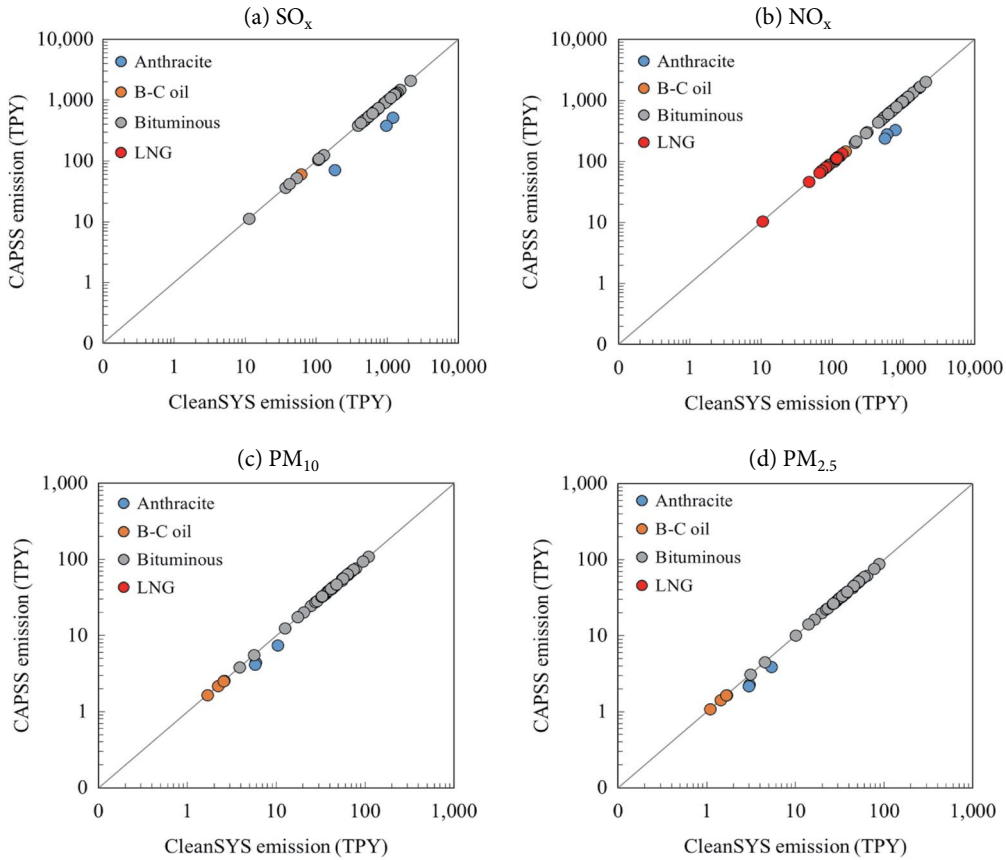 (a) SOx
10,000
1,000
100
10
1
0
CAPSS emission (TPY)
Anthracite
B-C oil
Bituminous
LNG
0 1 10 100 1,000 10,000
CleanSYS emission (TPY)
(b) NOx
10,000
1,000
100
10
1
0
CAPSS emission (TPY)
Anthracite
B-C oil
Bituminous
LNG
0 1 10 100 1,000 10,000
CleanSYS emission (TPY)
(c) PM10
1,000
100
10
1
0
CAPSS emission (TPY)
Anthracite
B-C oil
Bituminous
LNG
0 1 10 100 1,000
CleanSYS emission (TPY)
(d) PM2.5
1,000
100
10
1
0
CAPSS emission (TPY)
Anthracite
B-C oil
Bituminous
LNG
0 1 10 100 1,000
CleanSYS emission (TPY)